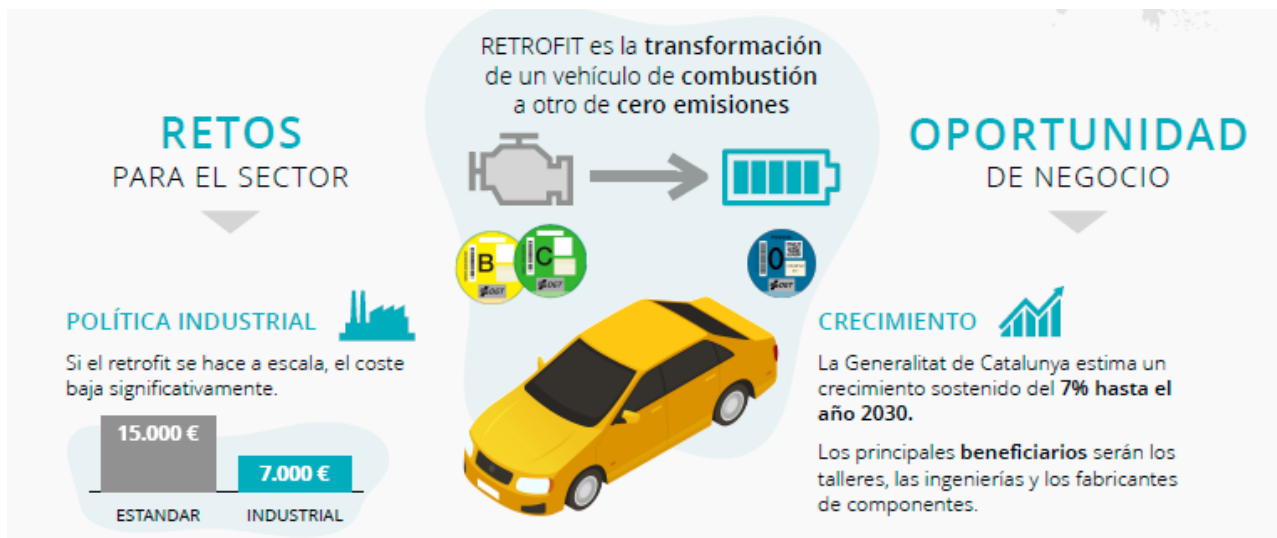 RETROFIT es la transformación
de un vehículo de combustión
a otro de cero emisiones
RETOS
PARA EL SECTOR
B
C
DGT
DGT
0
DGT
POLÍTICA INDUSTRIAL
Si el retrofit se hace a escala, el coste
baja significativamente.
15.000 €
7.000 €
ESTANDAR
INDUSTRIAL
OPORTUNIDAD
DE NEGOCIO
CRECIMIENTO
La Generalitat de Catalunya estima un
crecimiento sostenido del 7% hasta el
año 2030.
Los principales beneficiarios serán los
talleres, las ingenierías y los fabricantes
de componentes.